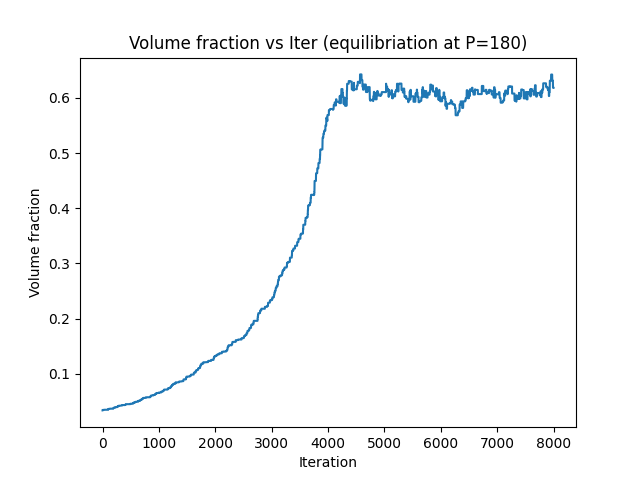 Volume fraction vs Iter (equilibriation at P=180)
Volume fraction
0.6
0.5
0.4
0.3
0.2
0.1
0 1000 2000 3000 4000 5000 6000 7000 8000
Iteration